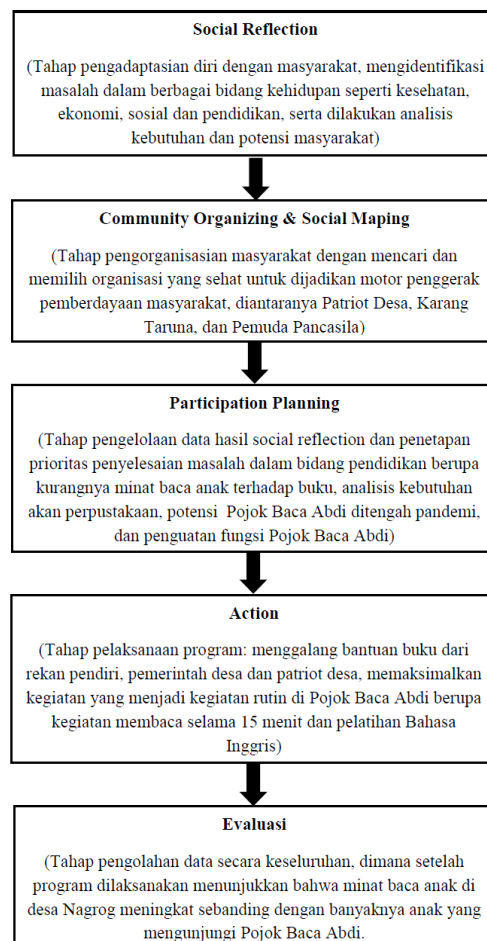 Social Reflection
(Tahap pengadaptasian diri dengan masyarakat, mengidentifikasi
masalah dalam berbagai bidang kehidupan seperti kesehatan,
ekonomi, sosial dan pendidikan, serta dilakukan analisis
kebutuhan dan potensi masyarakat)
Community Organizing & Social Maping
(Tahap pengorganisasian masyarakat dengan mencari dan
memilih organisasi yang sehat untuk dijadikan motor penggerak
pemberdayaan masyarakat, diantaranya Patriot Desa, Karang
Taruna, dan Pemuda Pancasila)
Participation Planning
(Tahap pengelolaan data hasil social reflection dan penetapan
prioritas penyelesaian masalah dalam bidang pendidikan berupa
kurangnya minat baca anak terhadap buku, analisis kebutuhan
akan perpustakaan, potensi Pojok Baca Abdi ditengah pandemi,
dan penguatan fungsi Pojok Baca Abdi)
Action
(Tahap pelaksanaan program: menggalang bantuan buku dari
rekan pendiri, pemerintah desa dan patriot desa, memaksimalkan
kegiatan yang menjadi kegiatan rutin di Pojok Baca Abdi berupa
kegiatan membaca selama 15 menit dan pelatihan Bahasa
Inggris)
Evaluasi
(Tahap pengolahan data secara keseluruhan, dimana setelah
program dilaksanakan menunjukkan bahwa minat baca anak di
desa Nagrog meningkat sebanding dengan banyaknya anak yang
mengunjungi Pojok Baca Abdi.